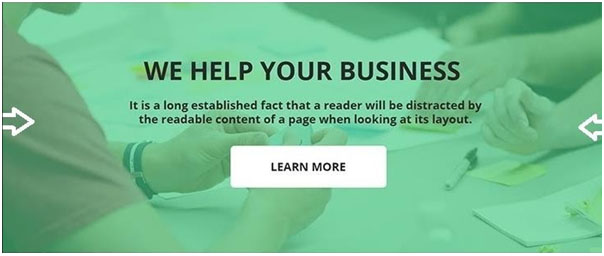 WE HELP YOUR BUSINESS
It is a long established fact that a reader will be distracted by
the readable content of a page when looking at its layout.
LEARN MORE